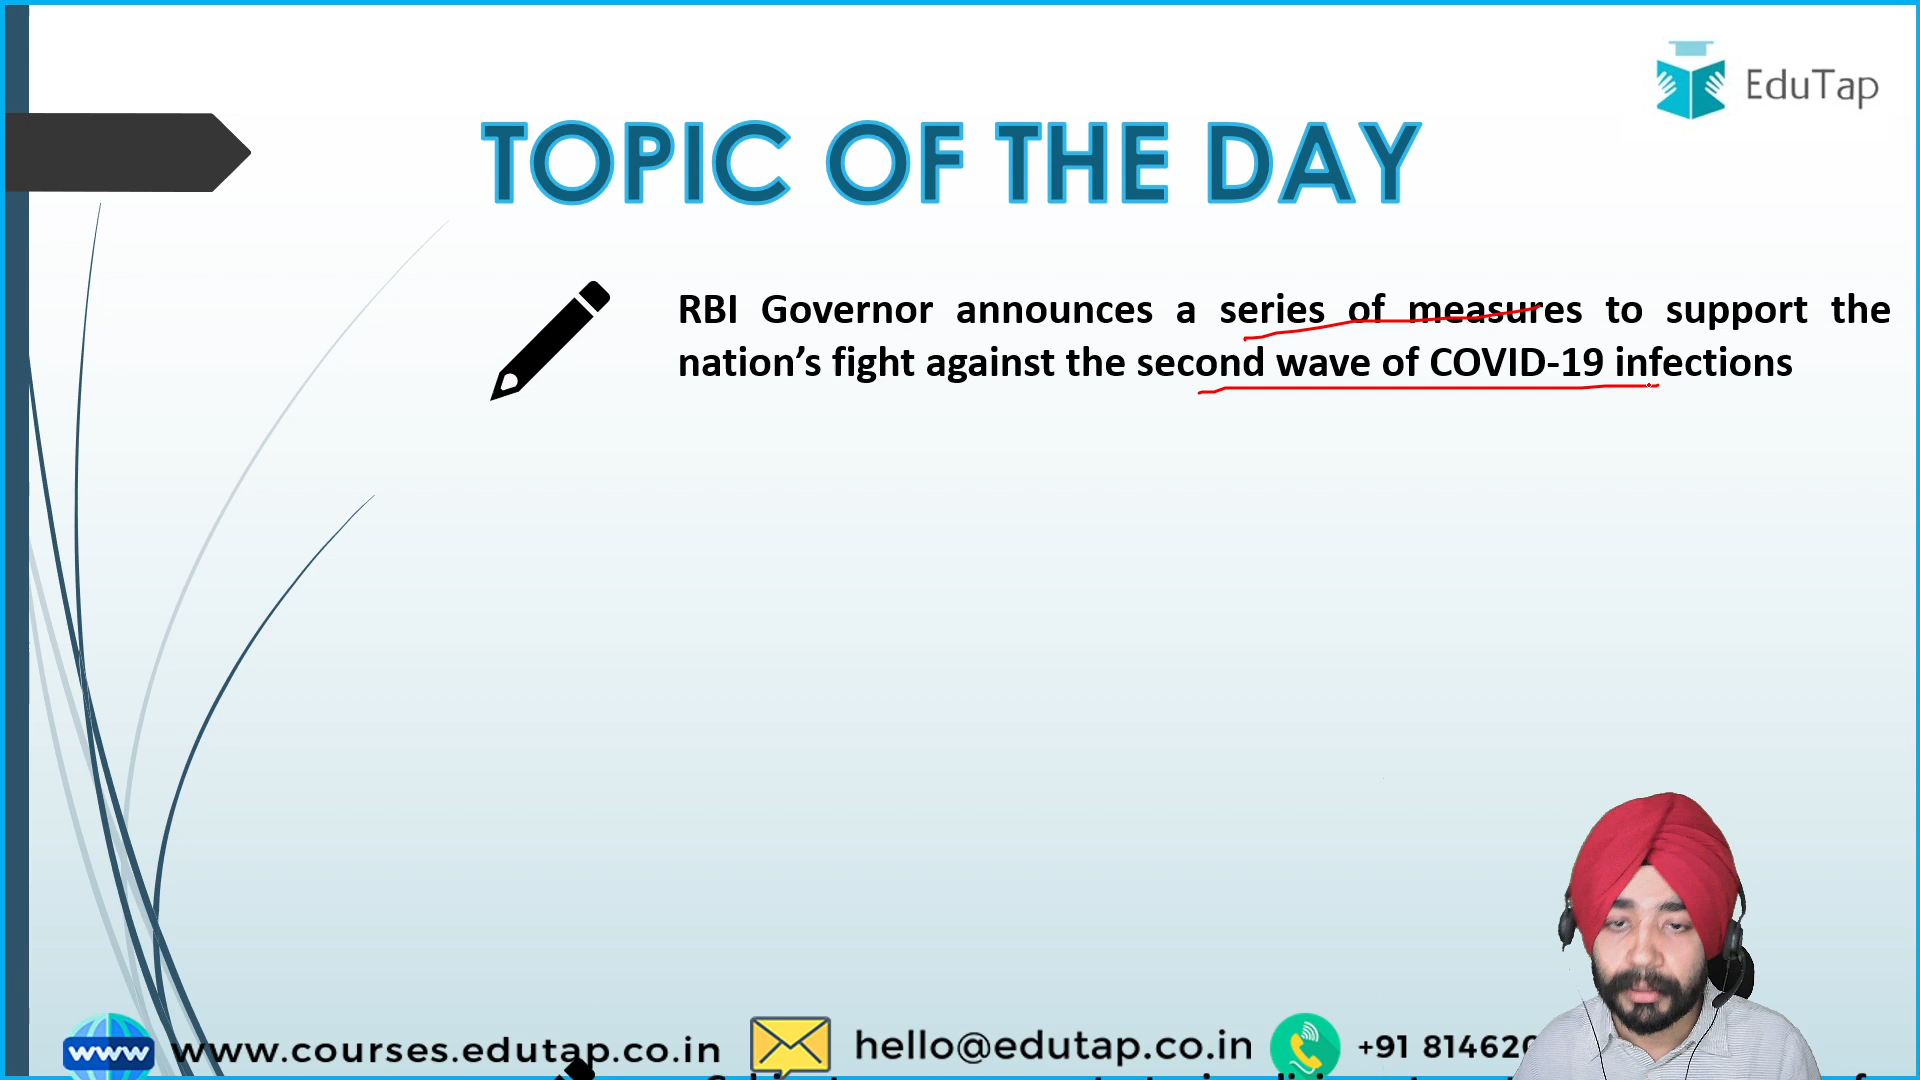 EduTap
TOPIC OF THE DAY
RBI Governor announces a series of measures to support the
nation’s fight against the second wave of COVID-19 infections
www www.courses.edutap.co.in hello@edutap.co.in +91 81462